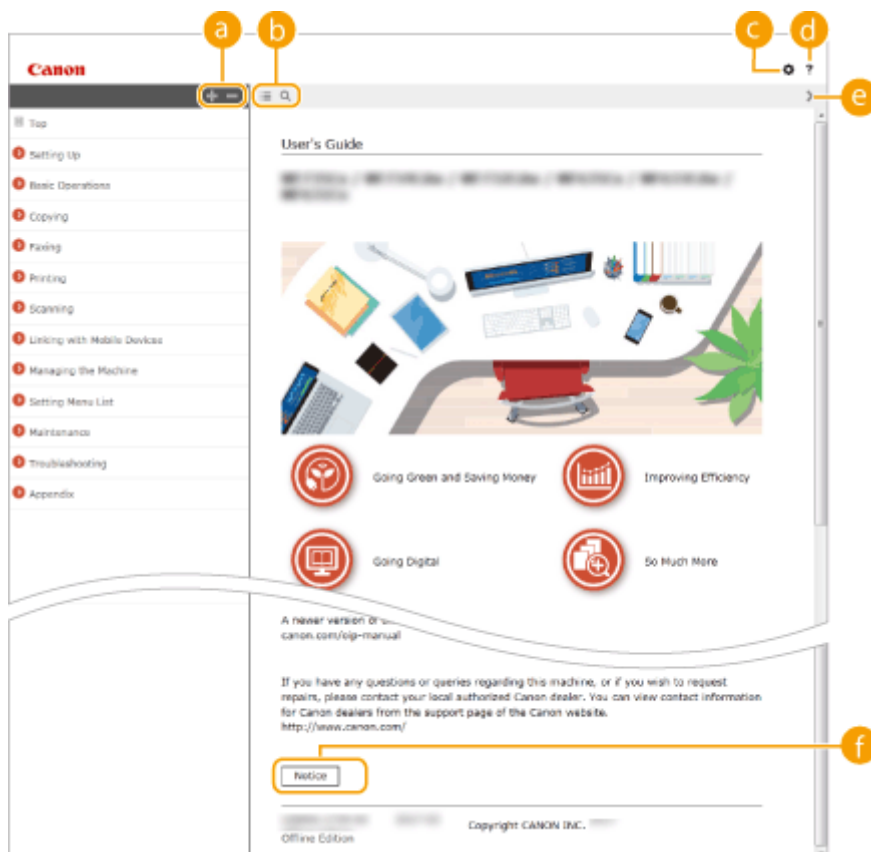 a
b
c
d
Canon
?
e
Top
Setting Up
Basic Operations
Copying
Faxing
Printing
Scanning
Linking with Mobile Devices
Managing the Machine
Setting Menu List
Maintenance
Troubleshooting
Appendix
User's Guide
Going Green and Saving Money
Improving Efficiency
Going Digital
So Much More
A newer version of
canon.com/oip-manual
If you have any questions or queries regarding this machine, or if you wish to request
repairs, please contact your local authorized Canon dealer. You can view contact information
for Canon dealers from the support page of the Canon website.
http://www.canon.com/
f
Notice
Copyright CANON INC.
Offline Edition